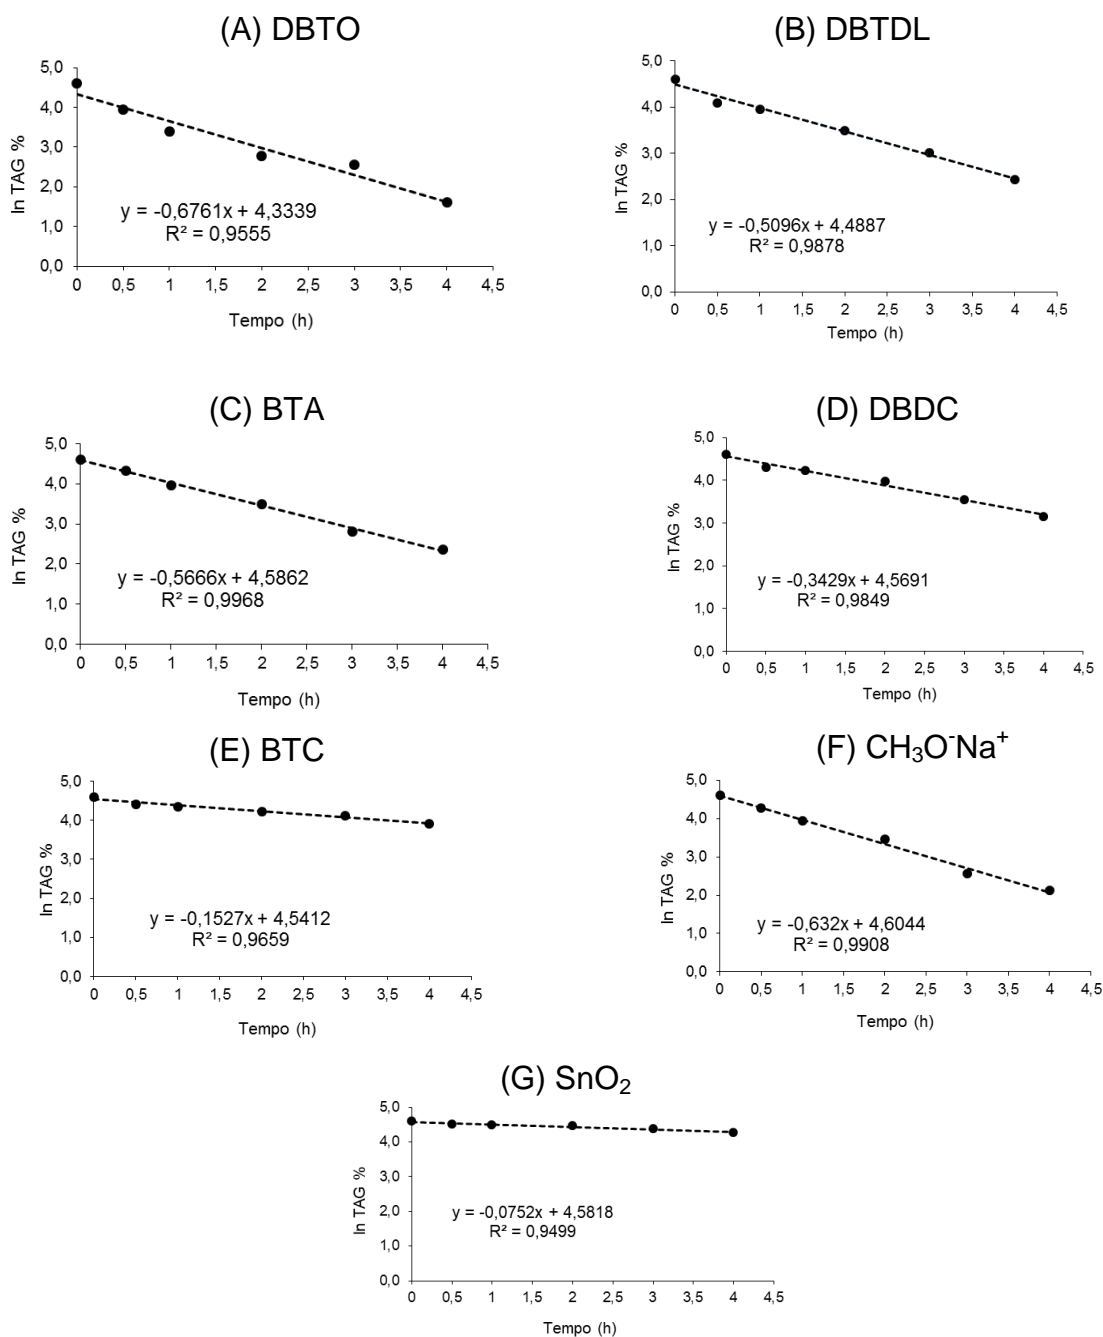 (A) DBTO
5,0
4,0
3,0
2,0
1,0
0,0
ln TAG %
y = -0,6761x + 4,3339
R² = 0,9555
0 0,5 1 1,5 2 2,5 3 3,5 4 4,5
Tempo (h)
(B) DBTDL
5,0
4,0
3,0
2,0
1,0
0,0
ln TAG %
y = -0,5096x + 4,4887
R² = 0,9878
0 0,5 1 1,5 2 2,5 3 3,5 4 4,5
Tempo (h)
(C) BTA
5,0
4,0
3,0
2,0
1,0
0,0
ln TAG %
y = -0,5666x + 4,5862
R² = 0,9968
0 0,5 1 1,5 2 2,5 3 3,5 4 4,5
Tempo (h)
(D) DBDC
5,0
4,0
3,0
2,0
1,0
0,0
ln TAG %
y = -0,3429x + 4,5691
R² = 0,9849
0 0,5 1 1,5 2 2,5 3 3,5 4 4,5
Tempo (h)
(E) BTC
5,0
4,0
3,0
2,0
1,0
0,0
ln TAG %
y = -0,1527x + 4,5412
R² = 0,9659
0 0,5 1 1,5 2 2,5 3 3,5 4 4,5
Tempo (h)
(F) CH₃O⁻Na⁺
5,0
4,0
3,0
2,0
1,0
0,0
ln TAG %
y = -0,632x + 4,6044
R² = 0,9908
0 0,5 1 1,5 2 2,5 3 3,5 4 4,5
Tempo (h)
(G) SnO₂
5,0
4,0
3,0
2,0
1,0
0,0
ln TAG %
y = -0,0752x + 4,5818
R² = 0,9499
0 0,5 1 1,5 2 2,5 3 3,5 4 4,5
Tempo (h)